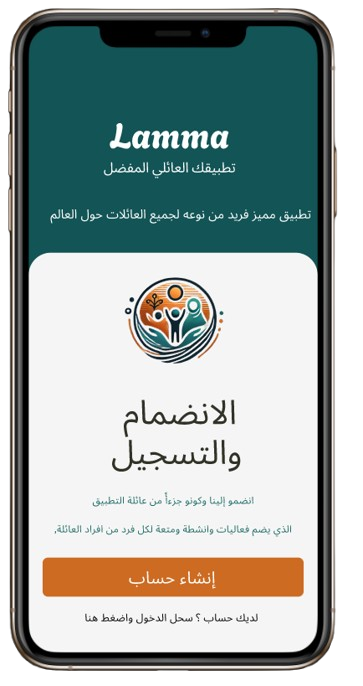 Lamma
تطبيقك العائلي المفضل
تطبيق مميز فريد من نوعه لجميع العائلات حول العالم
الانضمام
والتسجيل
انضمو إلينا وكونو جزءاً من عائلة التطبيق
الذي يضم فعاليات وانشطة ومتعة لكل فرد من افراد العائلة,
إنشاء حساب
لديك حساب ؟ سحل الدخول واضغط هنا